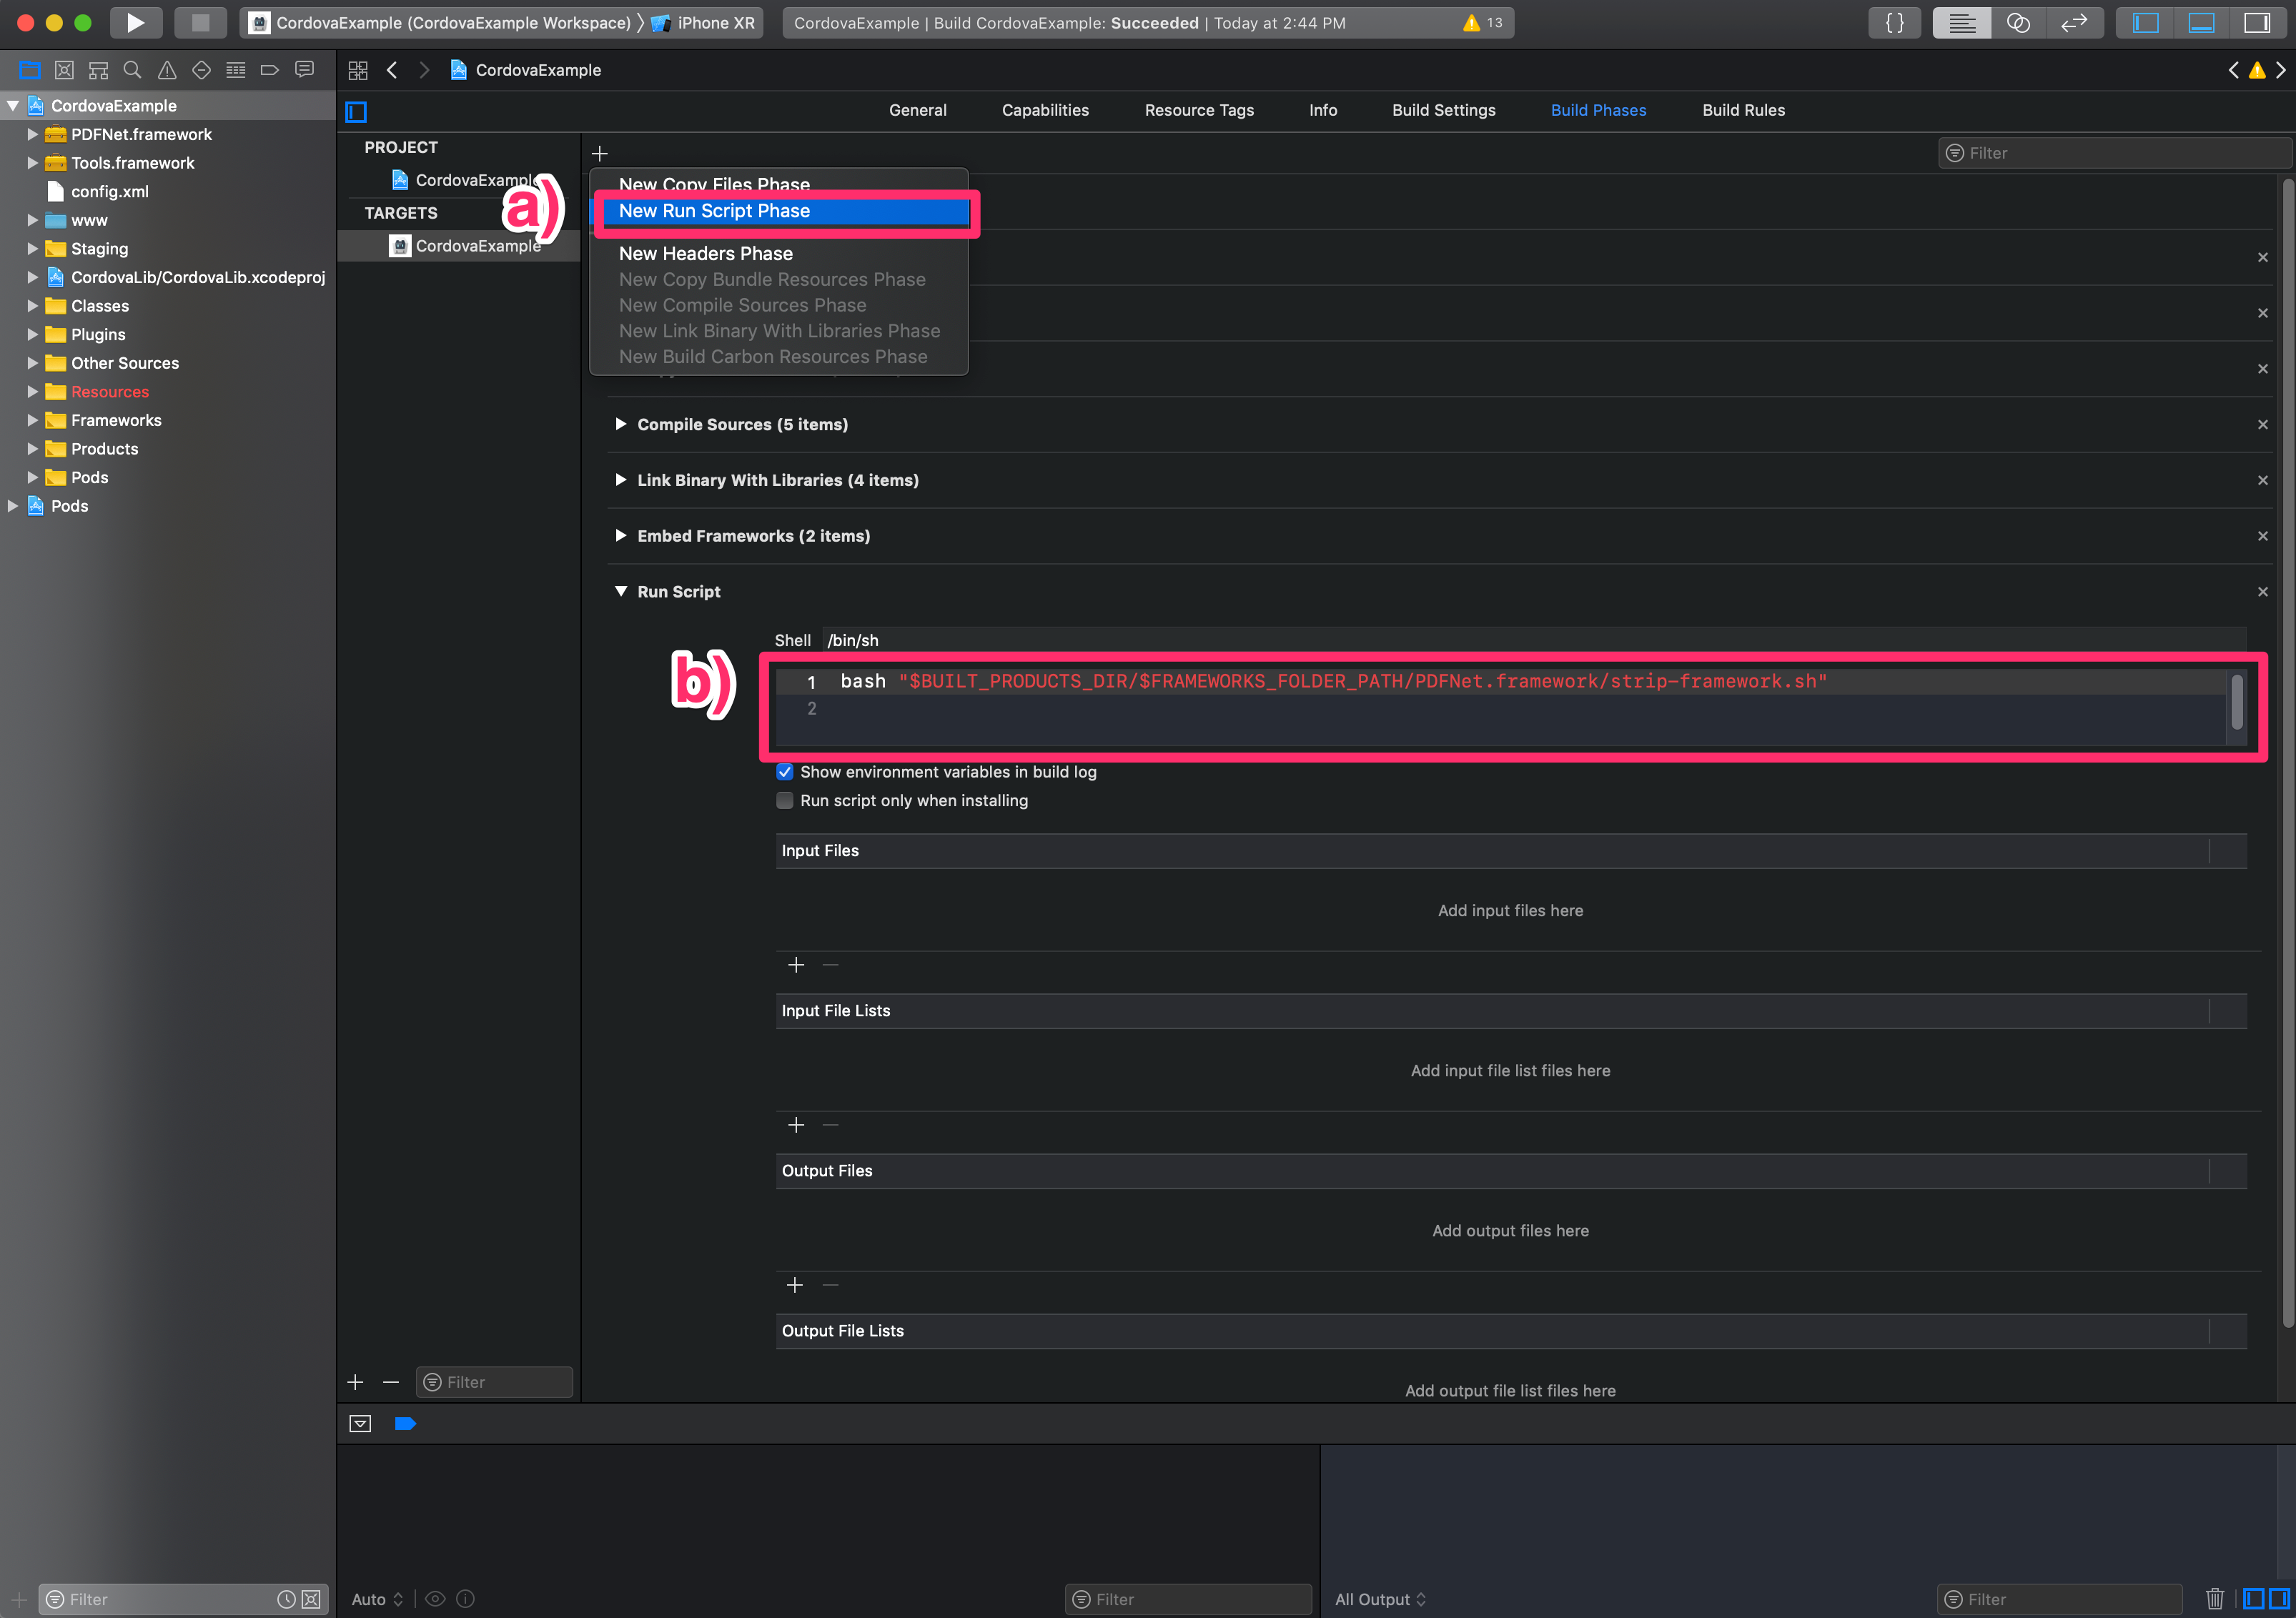 CordovaExample (CordovaExample Workspace) iPhone XR
CordovaExample | Build CordovaExample: Succeeded | Today at 2:44 PM
13
CordovaExample
General
Capabilities
Resource Tags
Info
Build Settings
Build Phases
Build Rules
CordovaExample
PDFNet.framework
Tools.framework
config.xml
www
Staging
CordovaLib/CordovaLib.xcodeproj
Classes
Plugins
Other Sources
Resources
Frameworks
Products
Pods
Pods
Filter
PROJECT
CordovaExample
TARGETS
CordovaExample
Filter
a)
New Copy Files Phase
New Run Script Phase
New Headers Phase
New Copy Bundle Resources Phase
New Compile Sources Phase
New Link Binary With Libraries Phase
New Build Carbon Resources Phase
Filter
Compile Sources (5 items)
Link Binary With Libraries (4 items)
Embed Frameworks (2 items)
Run Script
Shell /bin/sh
b)
1 bash "$BUILT_PRODUCTS_DIR/$FRAMEWORKS_FOLDER_PATH/PDFNet.framework/strip-framework.sh"
2
Show environment variables in build log
Run script only when installing
Input Files
Add input files here
Input File Lists
Add input file list files here
Output Files
Add output files here
Output File Lists
Add output file list files here
Auto
Filter
All Output
Filter